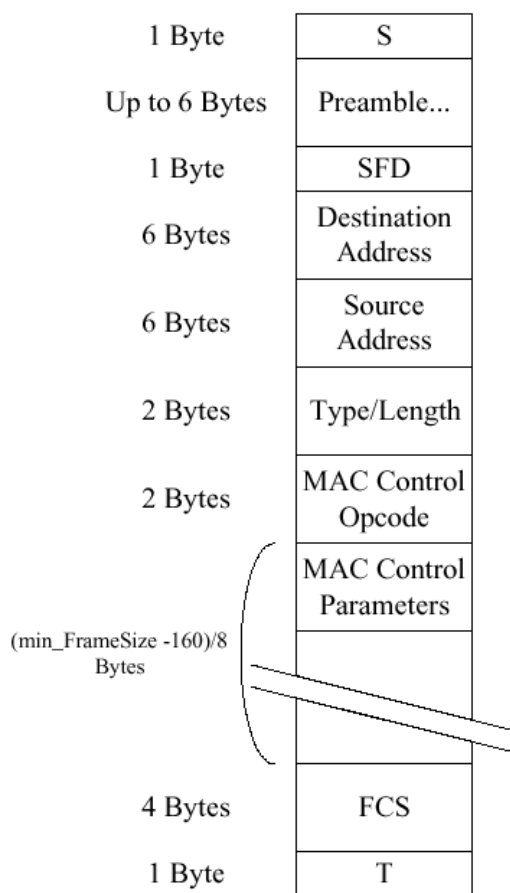 1 Byte
S
Up to 6 Bytes
Preamble...
1 Byte
SFD
6 Bytes
Destination
Address
6 Bytes
Source
Address
2 Bytes
Type/Length
2 Bytes
MAC Control
Opcode
MAC Control
Parameters
(min_FrameSize -160)/8
Bytes
4 Bytes
FCS
1 Byte
T